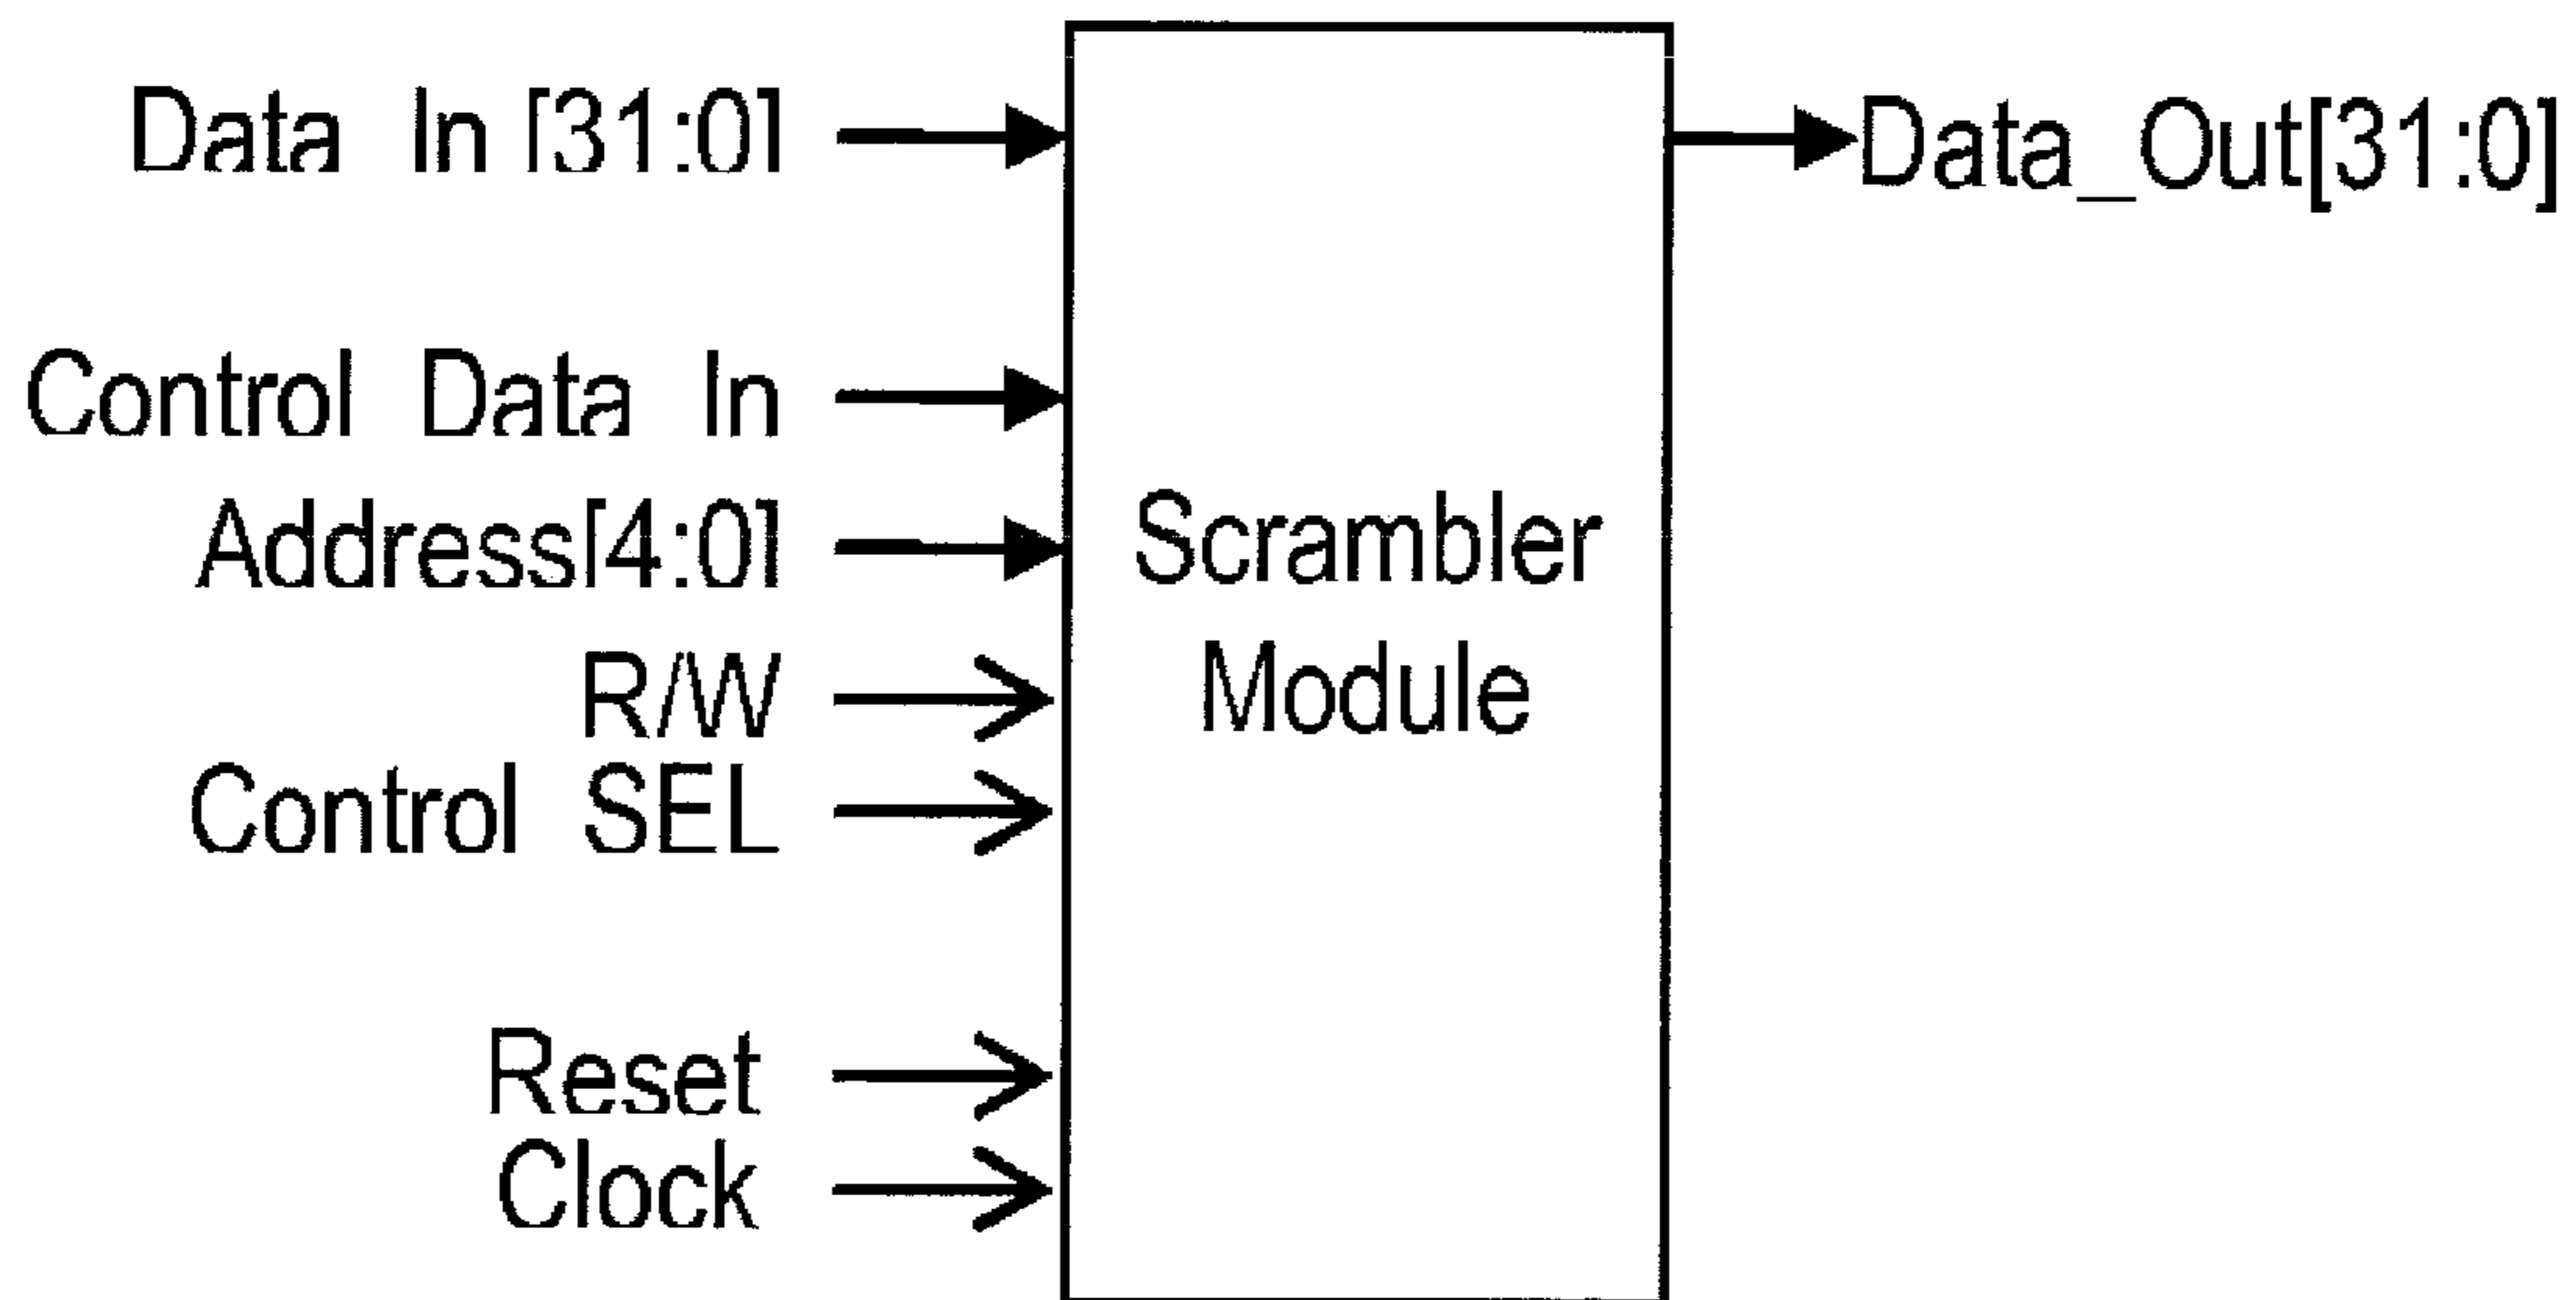 Data In [31:0]
Data_Out[31:0]
Control Data In
Address[4:0]
Scrambler
Module
R/W
Control SEL
Reset
Clock